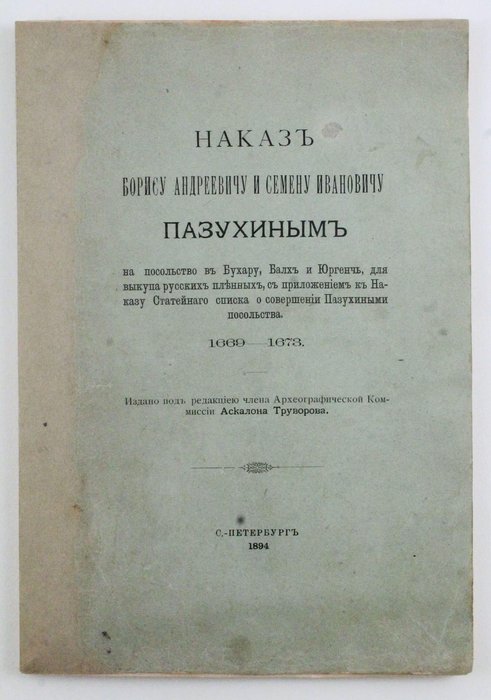 НАКАЗЪ
БОРИСУ АНДРЕЕВИЧУ И СЕМЕНУ ИВАНОВИЧУ
ПАЗУХИНЫМЪ
на посольство въ Бухару, Балхъ и Юргенчь, для
выкупа русскихъ плѣнныхъ, съ приложеніемъ къ На-
казу Статейнаго списка о совершеніи Пазухиными
посольства.
1669—1673.
Издано подъ редакціею члена Археографической Ком-
миссіи Аскалона Труворова.
С.-ПЕТЕРБУРГЪ
1894